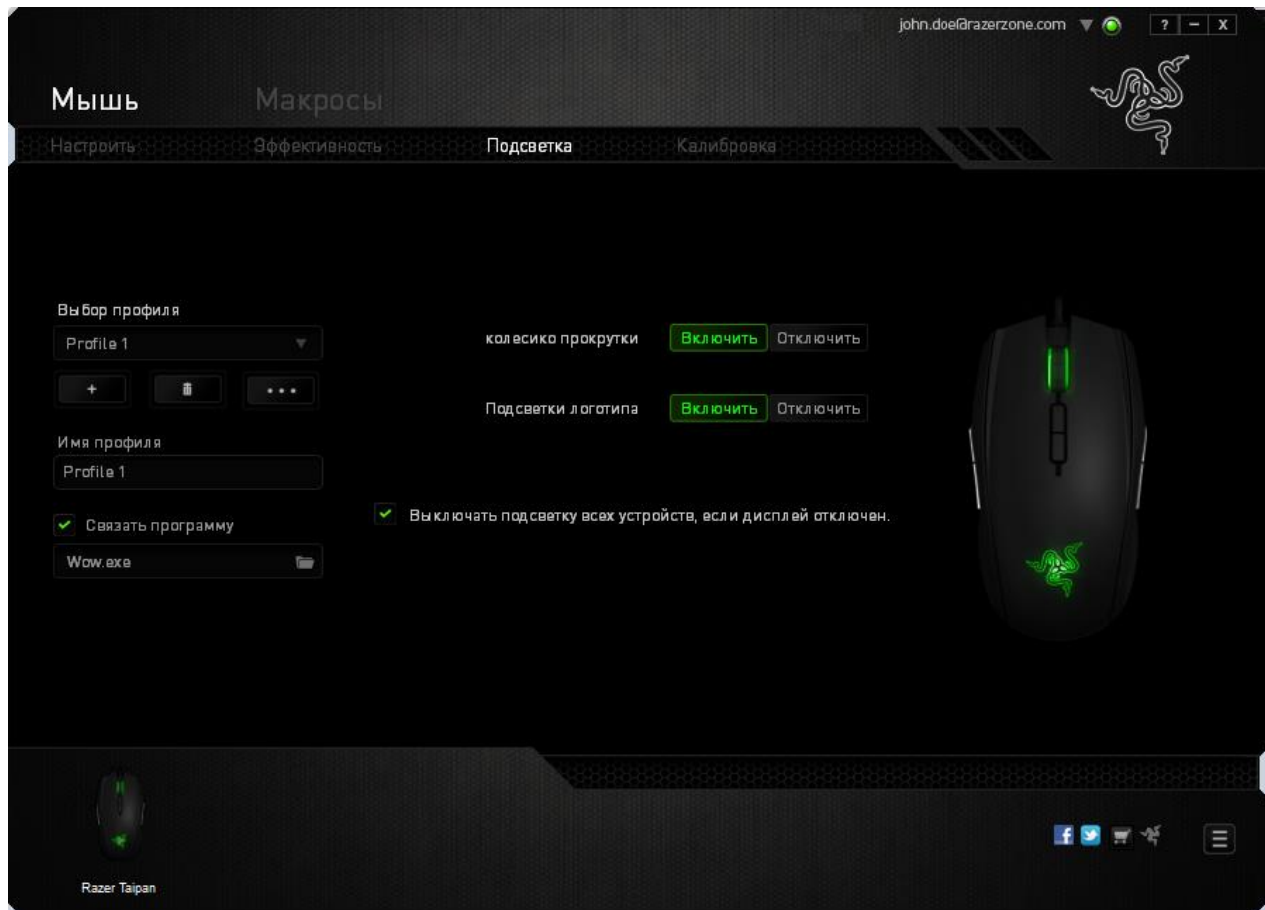 john.doe@razerzone.com
? – X
Мышь Макросы
Настроить Эффективность Подсветка Калибровка
Выбор профиля
Profile 1
колесико прокрутки Включить Отключить
+ •••
Подсветки логотипа Включить Отключить
Имя профиля
Profile 1
Связать программу
Выключать подсветку всех устройств, если дисплей отключен.
Wow.exe
Razer Taipan